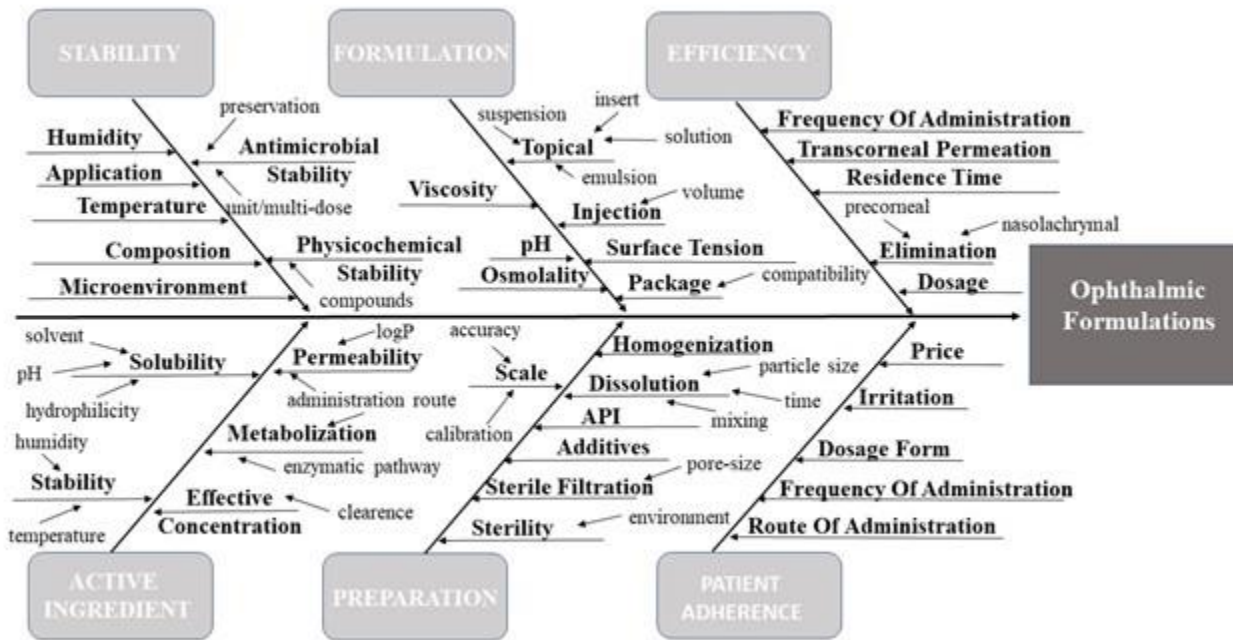 STABILITY
FORMULATION
EFFICIENCY
preservation
Humidity
Antimicrobial
Stability
Application
unit/multi-dose
Temperature
Physicochemical
Stability
Composition
compounds
Microenvironment
insert
suspension
solution
Topical
emulsion
Viscosity
volume
Injection
pH
Surface Tension
Osmolality
Package
compatibility
Frequency Of Administration
Transcorneal Permeation
Residence Time
precorneal
nasolachrymal
Elimination
Dosage
Ophthalmic
Formulations
solvent
Solubility
pH
hydrophilicity
logP
Permeability
administration route
humidity
Metabolization
enzymatic pathway
Stability
temperature
Effective
Concentration
clearence
accuracy
Homogenization
Scale
particle size
Dissolution
time
mixing
calibration
API
Additives
pore-size
Sterile Filtration
environment
Sterility
Price
Irritation
Dosage Form
Frequency Of Administration
Route Of Administration
ACTIVE
INGREDIENT
PREPARATION
PATIENT
ADHERENCE